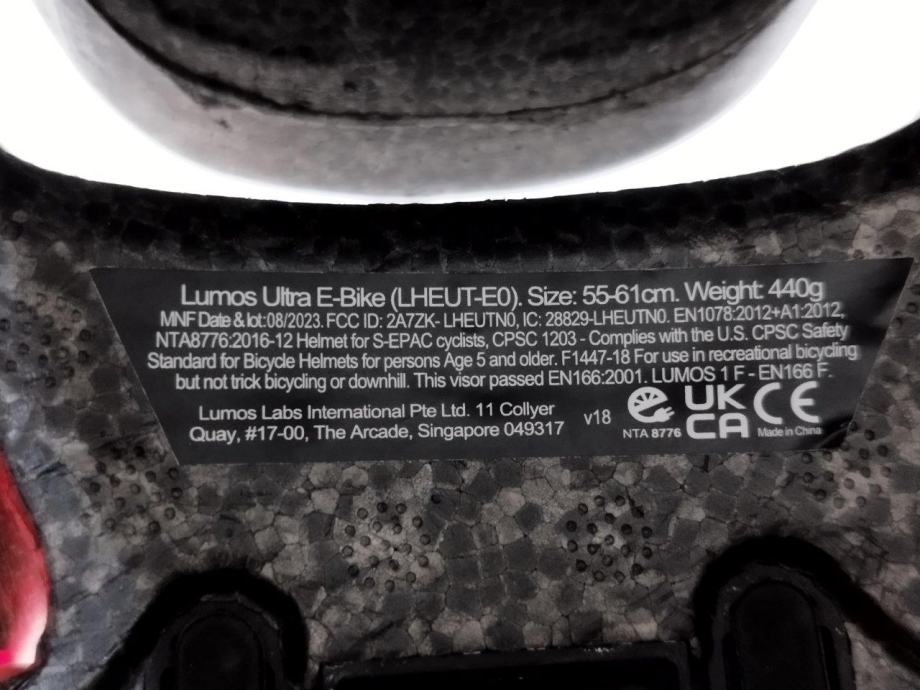 Lumos Ultra E-Bike (LHEUT-E0). Size: 55-61cm. Weight: 440g
MNF Date & lot: 08/2023. FCC ID: 2A7ZK- LHEUTN0, IC: 28829-LHEUTN0. EN1078:2012+A1:2012,
NTA8776:2016-12 Helmet for S-EPAC cyclists, CPSC 1203 - Complies with the U.S. CPSC Safety
Standard for Bicycle Helmets for persons Age 5 and older. F1447-18 For use in recreational bicycling
but not trick bicycling or downhill. This visor passed EN166:2001. LUMOS 1 F - EN166 F.
Lumos Labs International Pte Ltd. 11 Collyer
Quay, #17-00, The Arcade, Singapore 049317
v18
NTA 8776
UK
CA
CE
Made in China